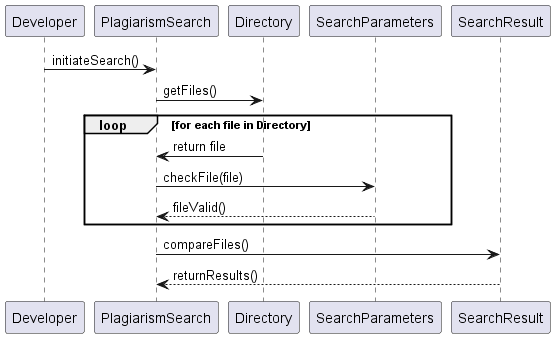 Developer PlagiarismSearch Directory SearchParameters SearchResult
initiateSearch()
getFiles()
loop [for each file in Directory]
return file
checkFile(file)
fileValid()
compareFiles()
returnResults()
Developer PlagiarismSearch Directory SearchParameters SearchResult